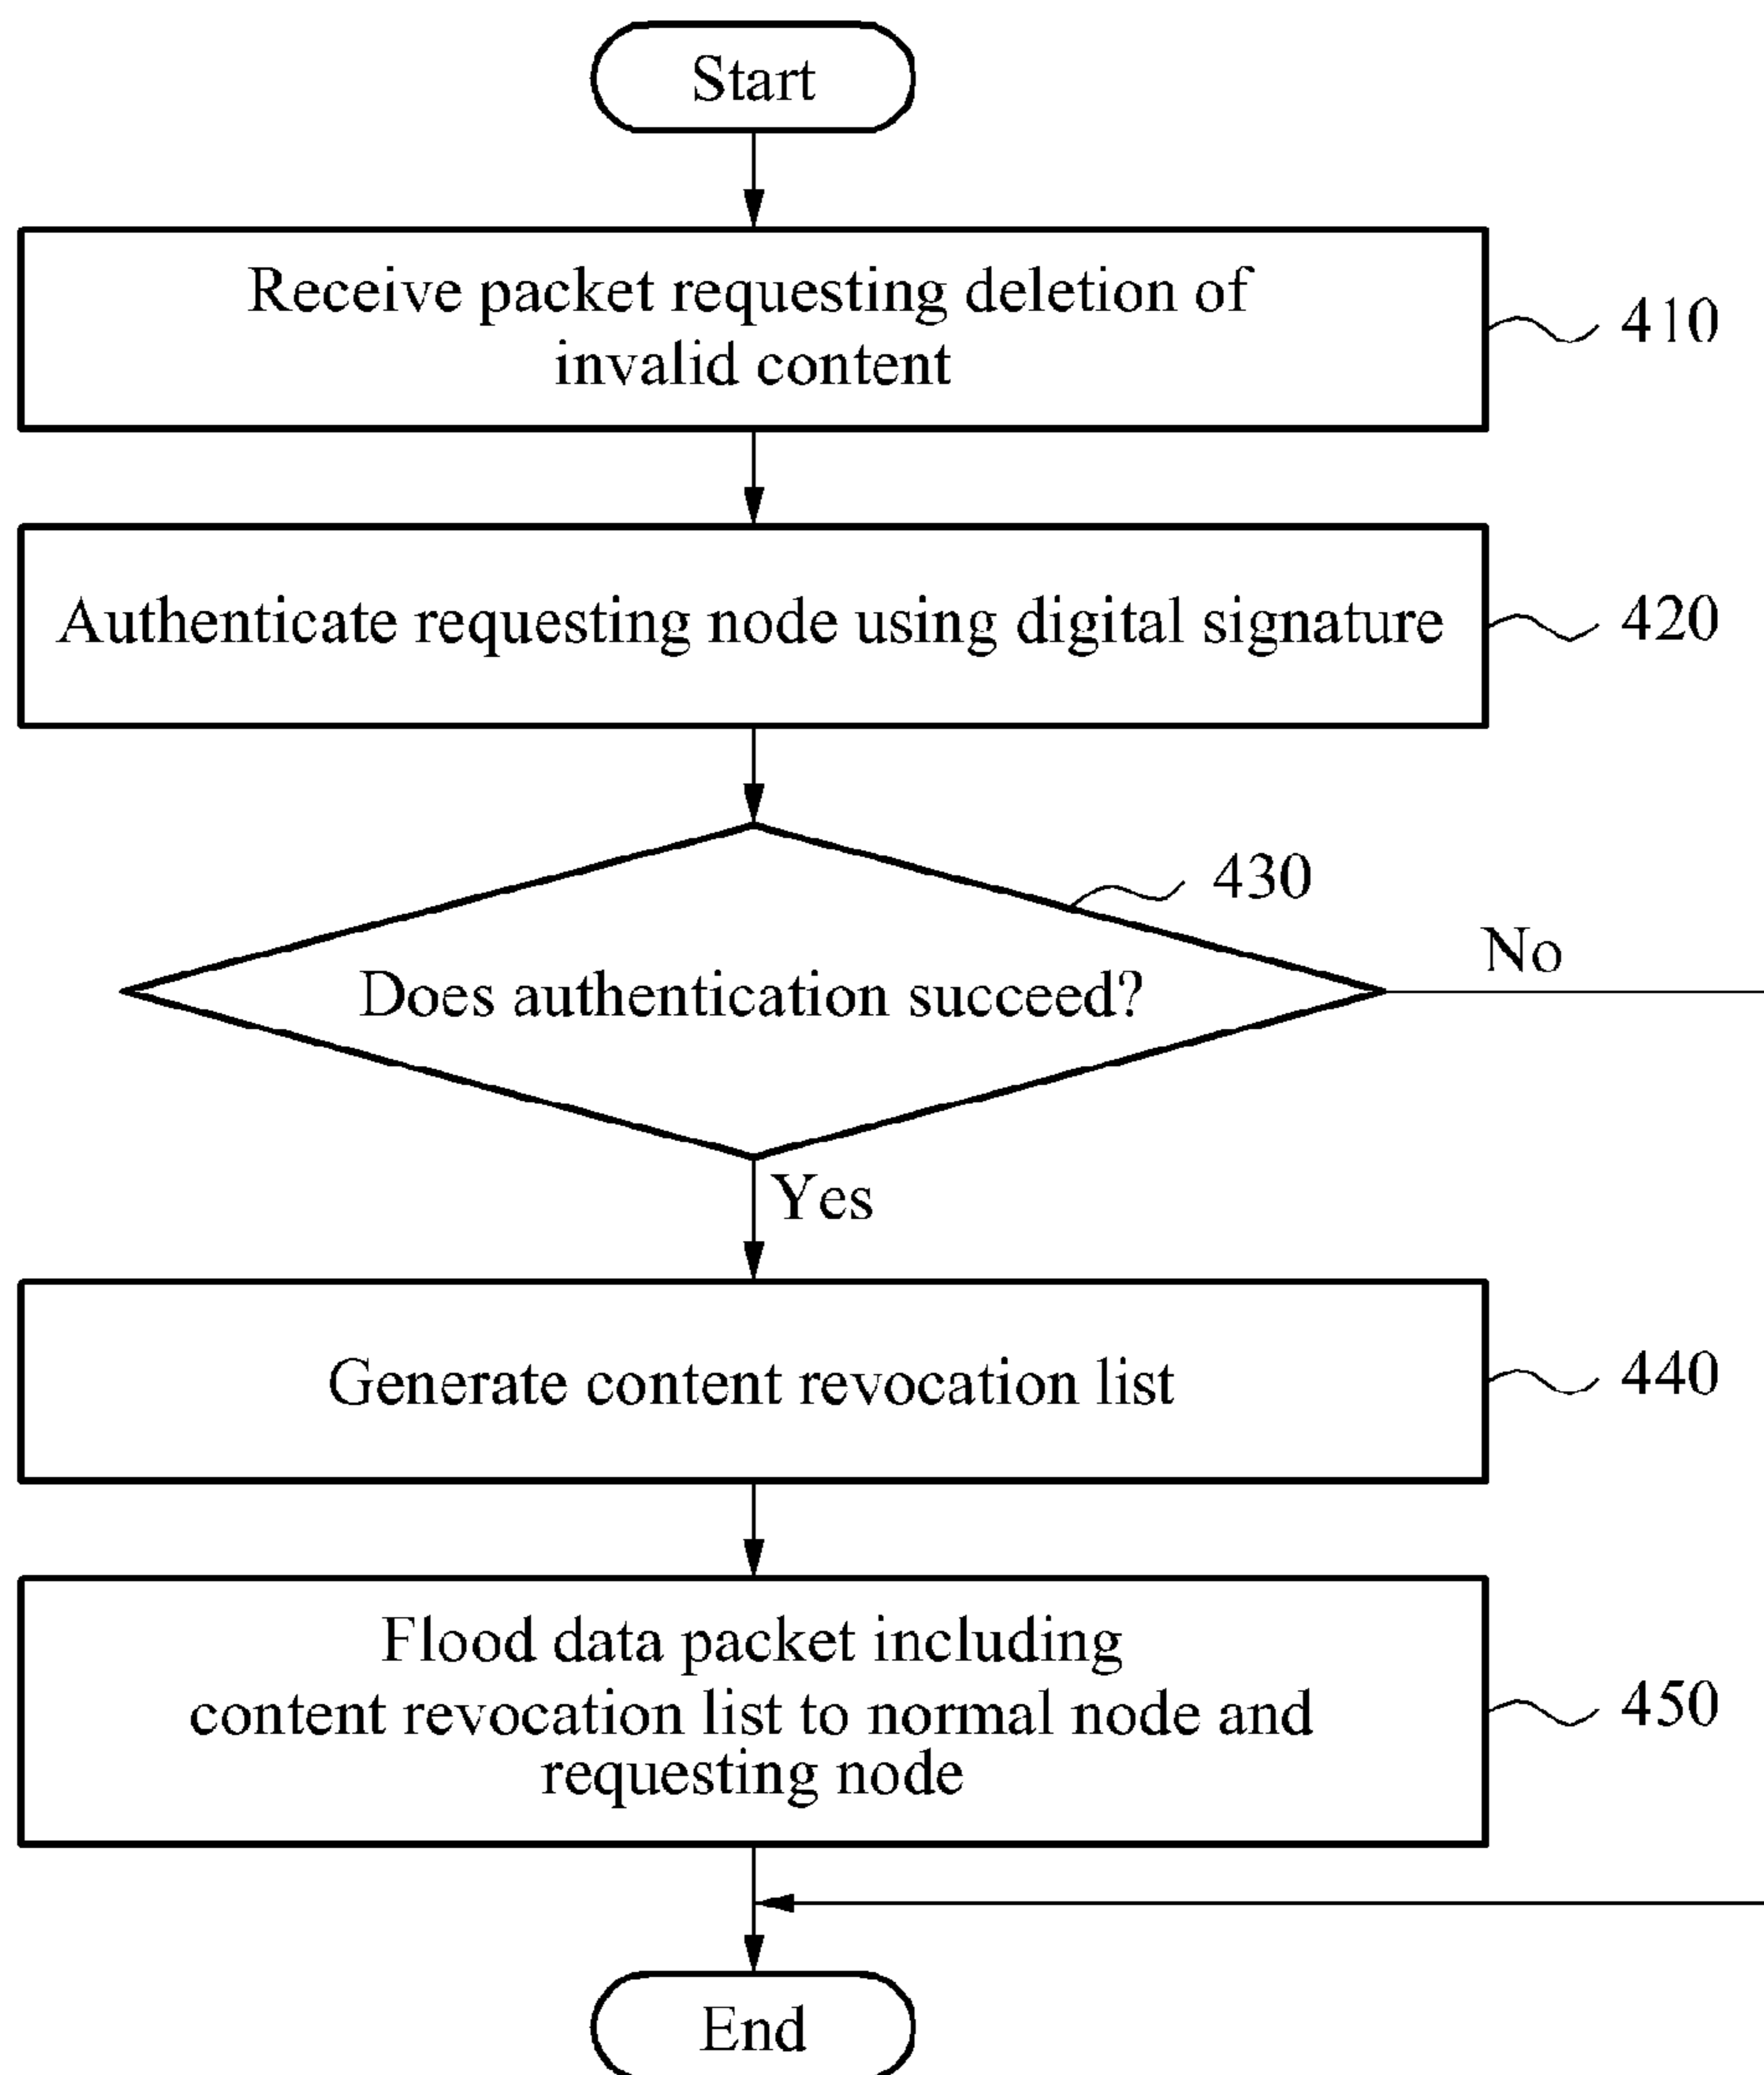 Start
Receive packet requesting deletion of
invalid content
410
Authenticate requesting node using digital signature
420
430
Does authentication succeed?
No
Yes
Generate content revocation list
440
Flood data packet including
content revocation list to normal node and
requesting node
450
End